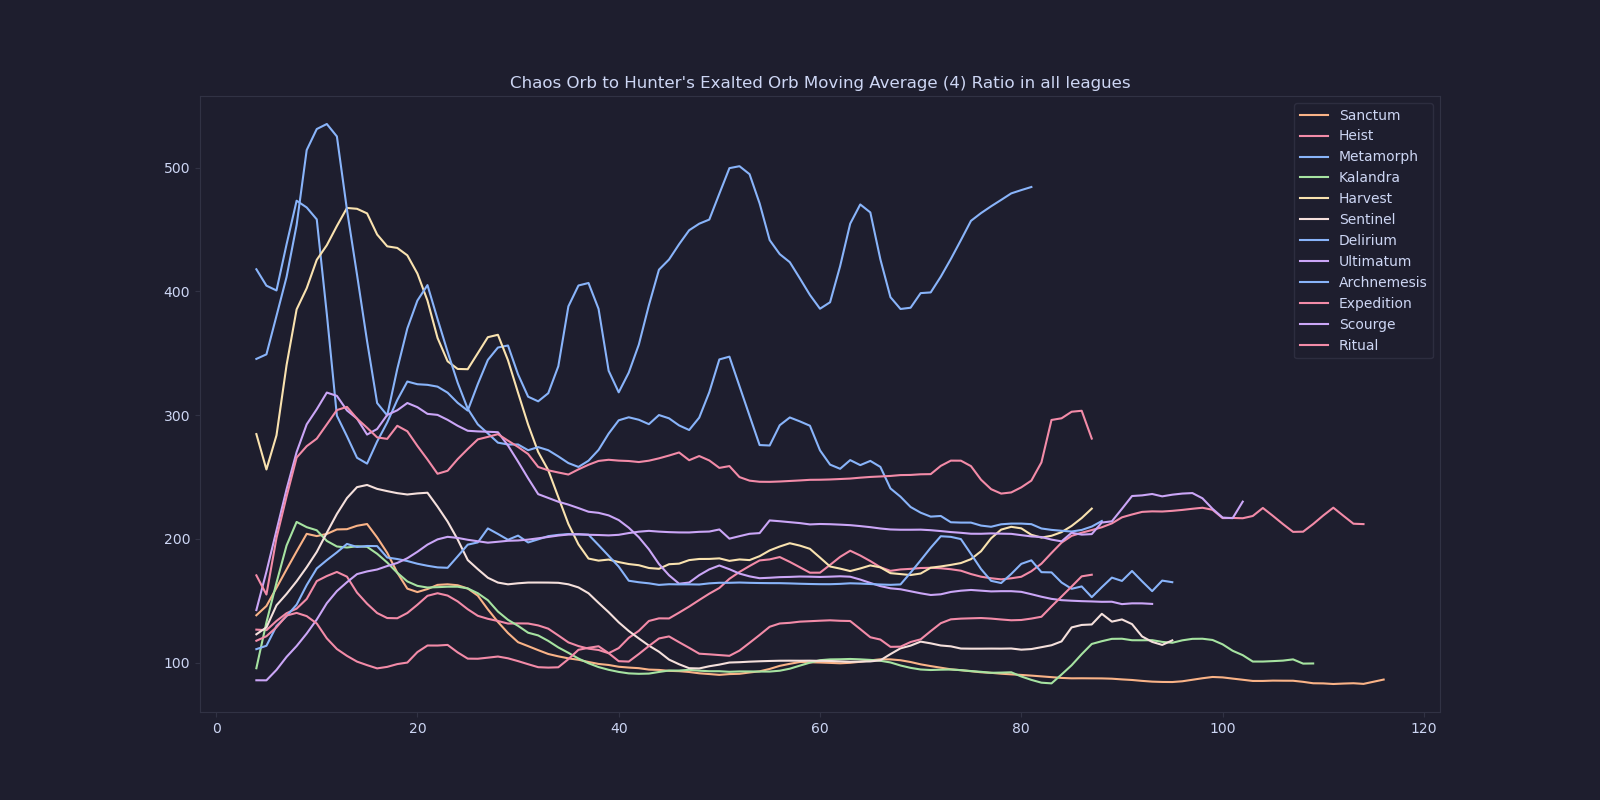 Chaos Orb to Hunter's Exalted Orb Moving Average (4) Ratio in all leagues
Sanctum
Heist
Metamorph
Kalandra
Harvest
Sentinel
Delirium
Ultimatum
Archnemesis
Expedition
Scourge
Ritual
500
400
300
200
100
0
20
40
60
80
100
120